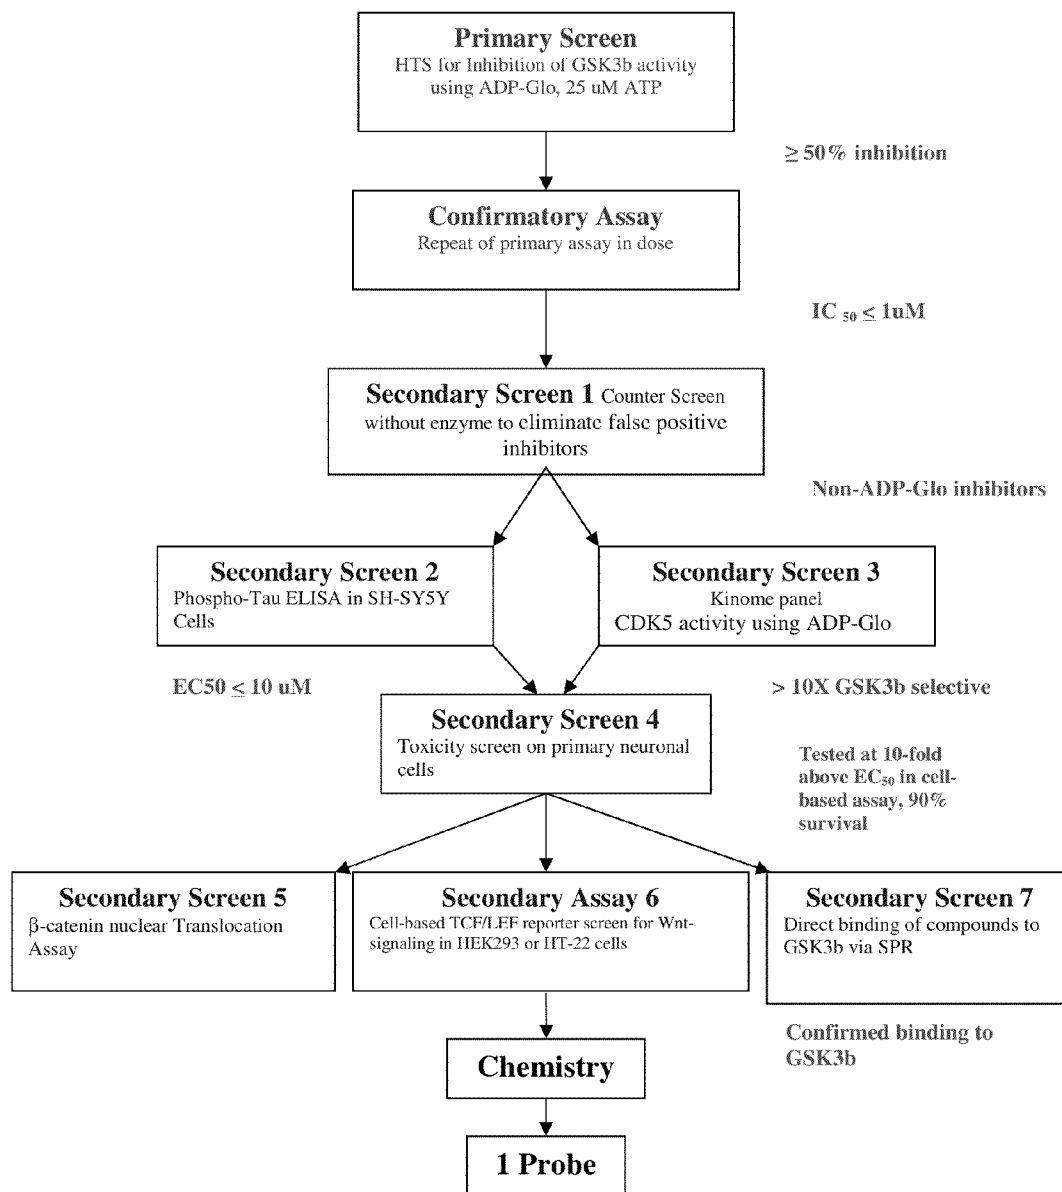 Primary Screen
HTS for Inhibition of GSK3b activity
using ADP-Glo, 25 uM ATP
≥ 50% inhibition
Confirmatory Assay
Repeat of primary assay in dose
IC 50 ≤ 1uM
Secondary Screen 1 Counter Screen
without enzyme to eliminate false positive
inhibitors
Non-ADP-Glo inhibitors
Secondary Screen 2
Phospho-Tau ELISA in SH-SY5Y
Cells
Secondary Screen 3
Kinome panel
CDK5 activity using ADP-Glo
EC50 ≤ 10 uM
> 10X GSK3b selective
Secondary Screen 4
Toxicity screen on primary neuronal
cells
Tested at 10-fold
above EC50 in cell-
based assay, 90%
survival
Secondary Screen 5
β-catenin nuclear Translocation
Assay
Secondary Assay 6
Cell-based TCF/LEF reporter screen for Wnt-
signaling in HEK293 or HT-22 cells
Secondary Screen 7
Direct binding of compounds to
GSK3b via SPR
Confirmed binding to
GSK3b
Chemistry
1 Probe